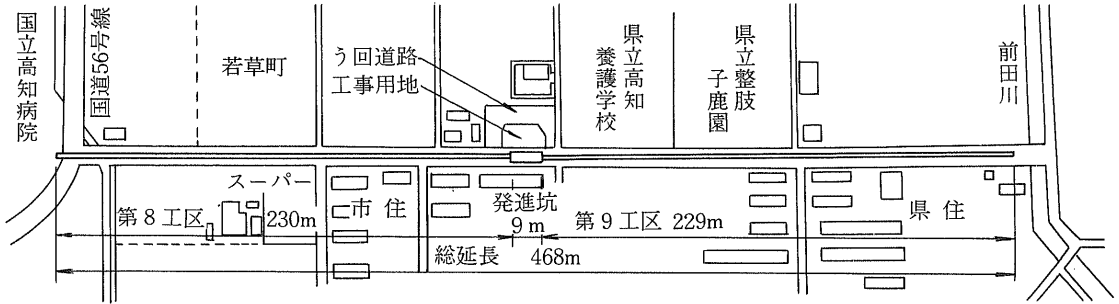 国立高知病院
国道56号線
若草町
う回道路
工事用地
県立高知
養護学校
県立整肢
子鹿園
前田川
スーパー
市住
発進坑
9m
県住
第8工区
230m
第9工区 229m
総延長 468m